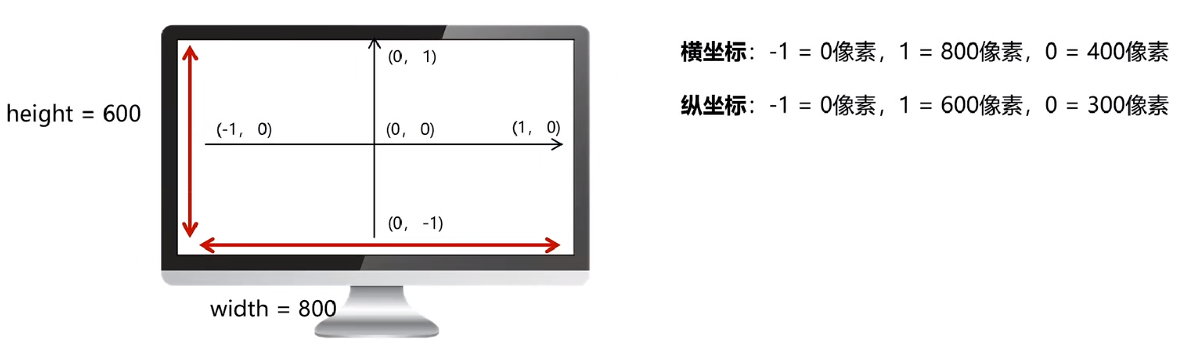 height = 600
(0, 1)
(-1, 0)
(0, 0)
(1, 0)
(0, -1)
width = 800
横坐标：-1 = 0像素，1 = 800像素，0 = 400像素
纵坐标：-1 = 0像素，1 = 600像素，0 = 300像素